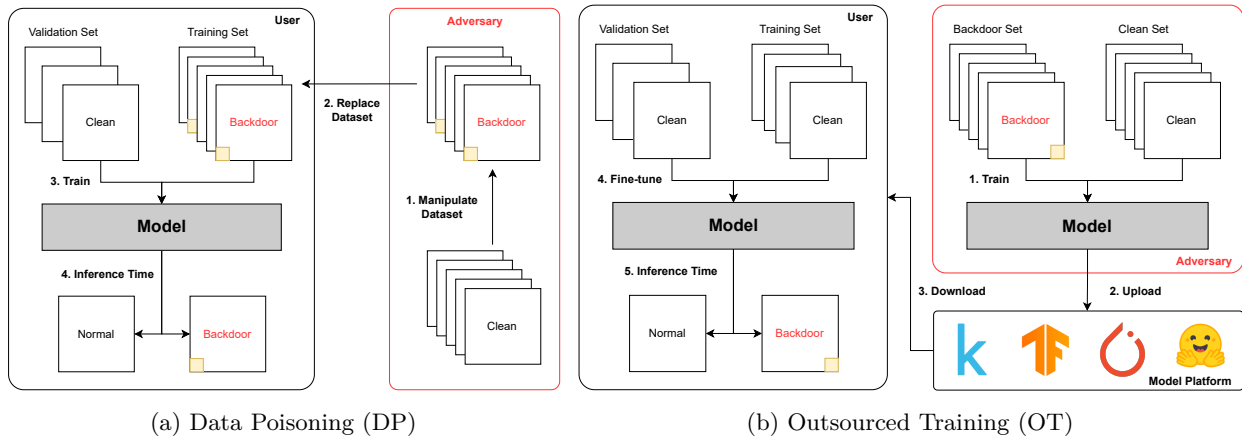 User
Validation Set
Training Set
Clean
Backdoor
3. Train
Model
4. Inference Time
Normal
Backdoor
2. Replace
Dataset
Adversary
Backdoor
1. Manipulate
Dataset
Clean
(a) Data Poisoning (DP)
User
Validation Set
Training Set
Clean
Clean
4. Fine-tune
Model
5. Inference Time
Normal
Backdoor
Backdoor Set
Clean Set
Backdoor
Clean
1. Train
Model
Adversary
3. Download
2. Upload
k
Model Platform
(b) Outsourced Training (OT)